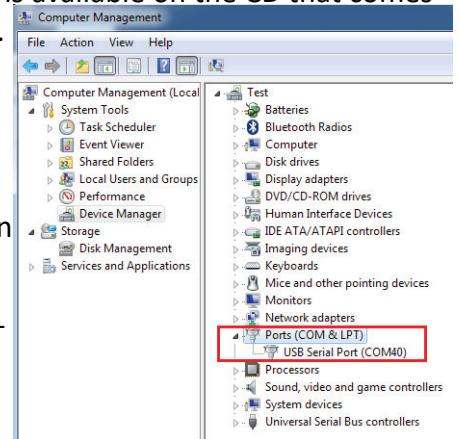 is available on the CD that comes
.
Computer Management
File Action View Help
Computer Management (Local
System Tools
Task Scheduler
Event Viewer
Shared Folders
Local Users and Groups
Performance
Device Manager
Storage
Disk Management
Services and Applications
n
Test
Batteries
Bluetooth Radios
Computer
Disk drives
Display adapters
DVD/CD-ROM drives
Human Interface Devices
IDE ATA/ATAPI controllers
Imaging devices
Keyboards
Mice and other pointing devices
Monitors
Network adapters
Ports (COM & LPT)
USB Serial Port (COM40)
Processors
Sound, video and game controllers
System devices
Universal Serial Bus controllers